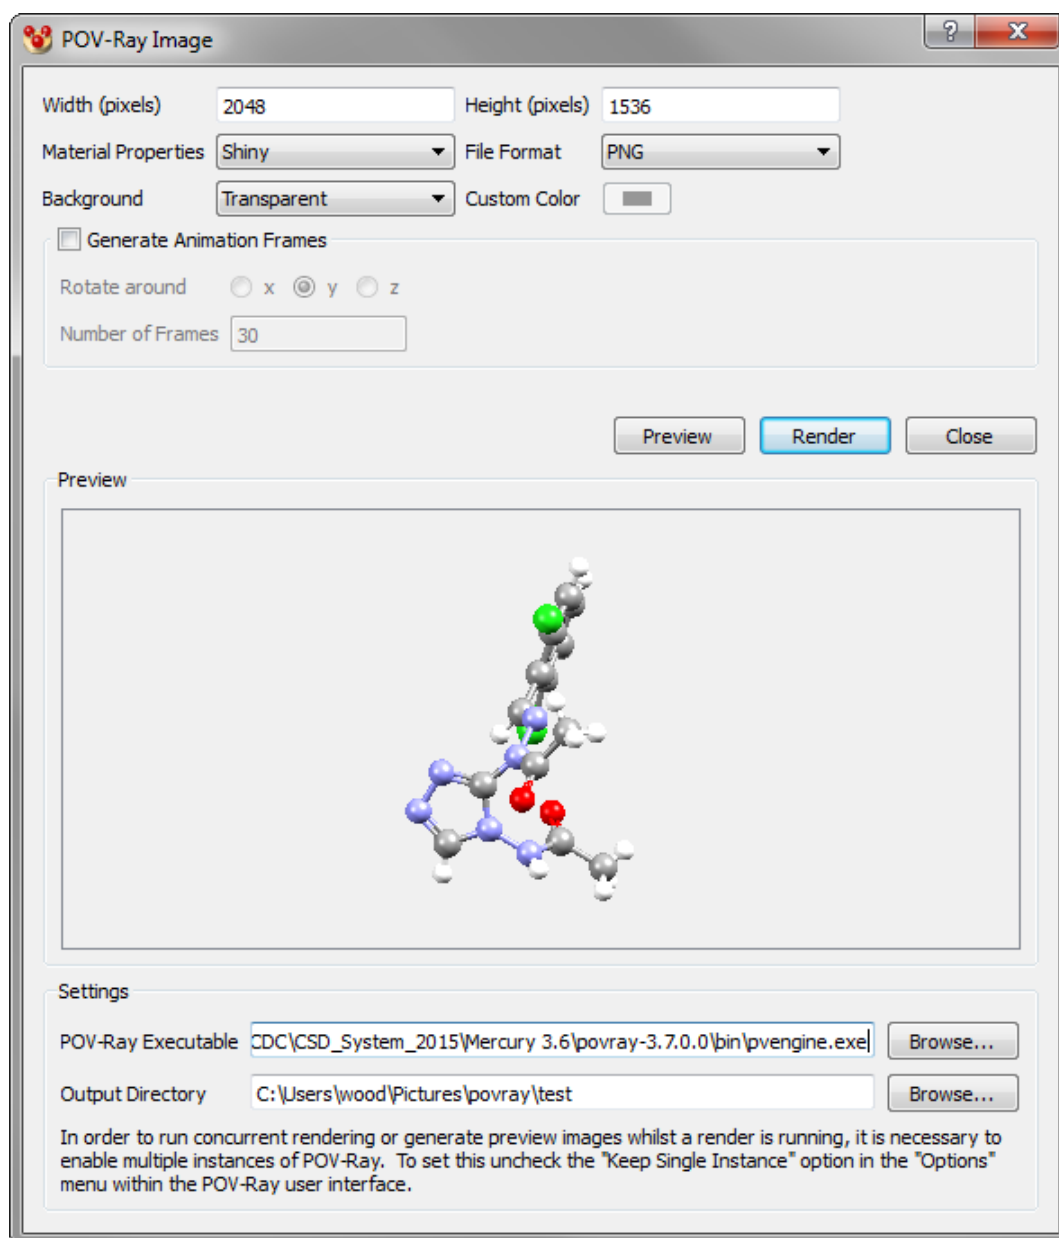 POV-Ray Image
?
X
Width (pixels) 2048 Height (pixels) 1536
Material Properties Shiny File Format PNG
Background Transparent Custom Color
Generate Animation Frames
Rotate around x y z
Number of Frames 30
Preview Render Close
Preview
Settings
POV-Ray Executable CDC\CSD_System_2015\Mercury 3.6\povray-3.7.0.0\bin\pvengine.exe Browse...
Output Directory C:\Users\wood\Pictures\povray\test Browse...
In order to run concurrent rendering or generate preview images whilst a render is running, it is necessary to
enable multiple instances of POV-Ray. To set this uncheck the "Keep Single Instance" option in the "Options"
menu within the POV-Ray user interface.